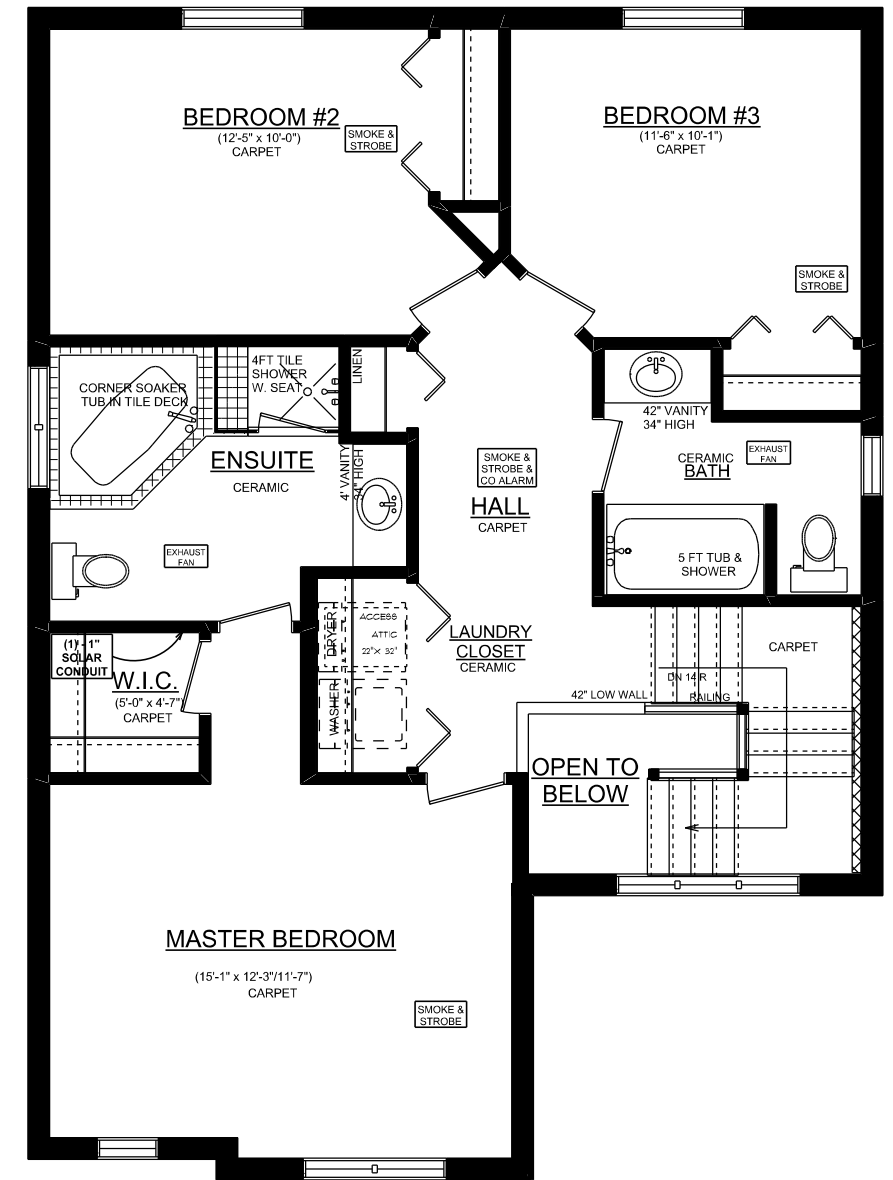 BEDROOM #2
(12'-5" x 10'-0")
CARPET
SMOKE &
STROBE
BEDROOM #3
(11'-6" x 10'-1")
CARPET
SMOKE &
STROBE
CORNER SOAKER
TUB IN TILE DECK
4FT TILE
SHOWER
W. SEAT
LINEN
42" VANITY
34" HIGH
ENSUITE
CERAMIC
4' VANITY
34" HIGH
SMOKE &
STROBE &
CO ALARM
HALL
CARPET
CERAMIC
BATH
EXHAUST
FAN
EXHAUST
FAN
5 FT TUB &
SHOWER
(1) - 1"
SOLAR
CONDUIT
W.I.C.
(5'-0" x 4'-7")
CARPET
DRYER
ACCESS
ATTIC
22"X 32'
WASHER
LAUNDRY
CLOSET
CERAMIC
CARPET
DN 14 R
RAILING
42" LOW WALL
OPEN TO
BELOW
MASTER BEDROOM
(15'-1" x 12'-3"/11'-7")
CARPET
SMOKE &
STROBE